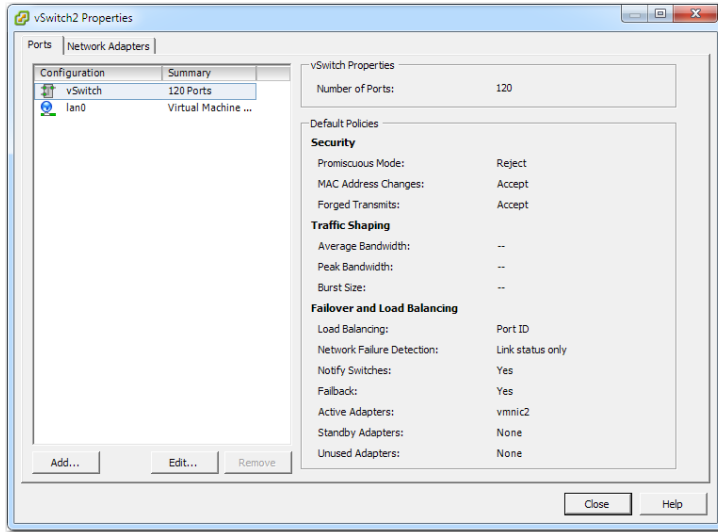 vSwitch2 Properties
Ports
Network Adapters
Configuration Summary
vSwitch 120 Ports
lan0 Virtual Machine ...
vSwitch Properties
Number of Ports: 120
Default Policies
Security
Promiscuous Mode: Reject
MAC Address Changes: Accept
Forged Transmits: Accept
Traffic Shaping
Average Bandwidth: --
Peak Bandwidth: --
Burst Size: --
Failover and Load Balancing
Load Balancing: Port ID
Network Failure Detection: Link status only
Notify Switches: Yes
Failback: Yes
Active Adapters: vmnic2
Standby Adapters: None
Unused Adapters: None
Add... Edit... Remove
Close Help